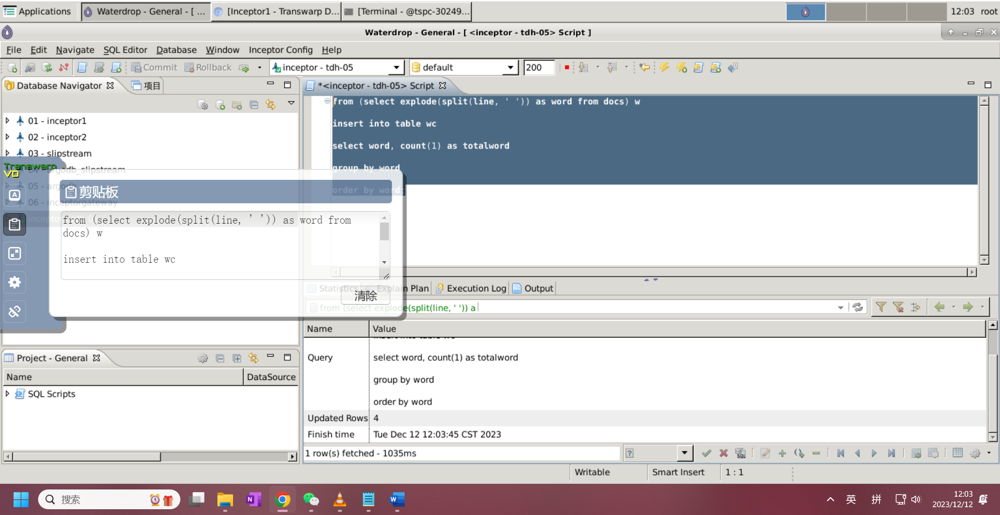 Applications
Waterdrop - General - [ ...
[Inceptor1 - Transwarp D...
[Terminal - @tspc-30249...
12:03 root
Waterdrop - General - [ <inceptor - tdh-05> Script ]
File Edit Navigate SQL Editor Database Window Inceptor Config Help
Commit Rollback inceptor - tdh-05 default 200
Database Navigator 项目
*<inceptor - tdh-05> Script
from (select explode(split(line, ' ')) as word from docs) w
insert into table wc
select word, count(1) as totalword
group by word
order by word;
01 - inceptor1
02 - inceptor2
03 - slipstream
04 - argodb_slipstream
05 - argodb
06 - inceptorgateway
Transwarp
VD
剪贴板
from (select explode(split(line, ' ')) as word from
docs) w
insert into table wc
清除
Statistics Explain Plan Execution Log Output
from (select explode(split(line, ' ')) a
Name Value
insert into table wc
Query
select word, count(1) as totalword
group by word
order by word
Updated Rows 4
Finish time Tue Dec 12 12:03:45 CST 2023
1 row(s) fetched - 1035ms
Project - General
Name DataSource
SQL Scripts
Writable Smart Insert 1 : 1
搜索
英 拼
12:03
2023/12/12